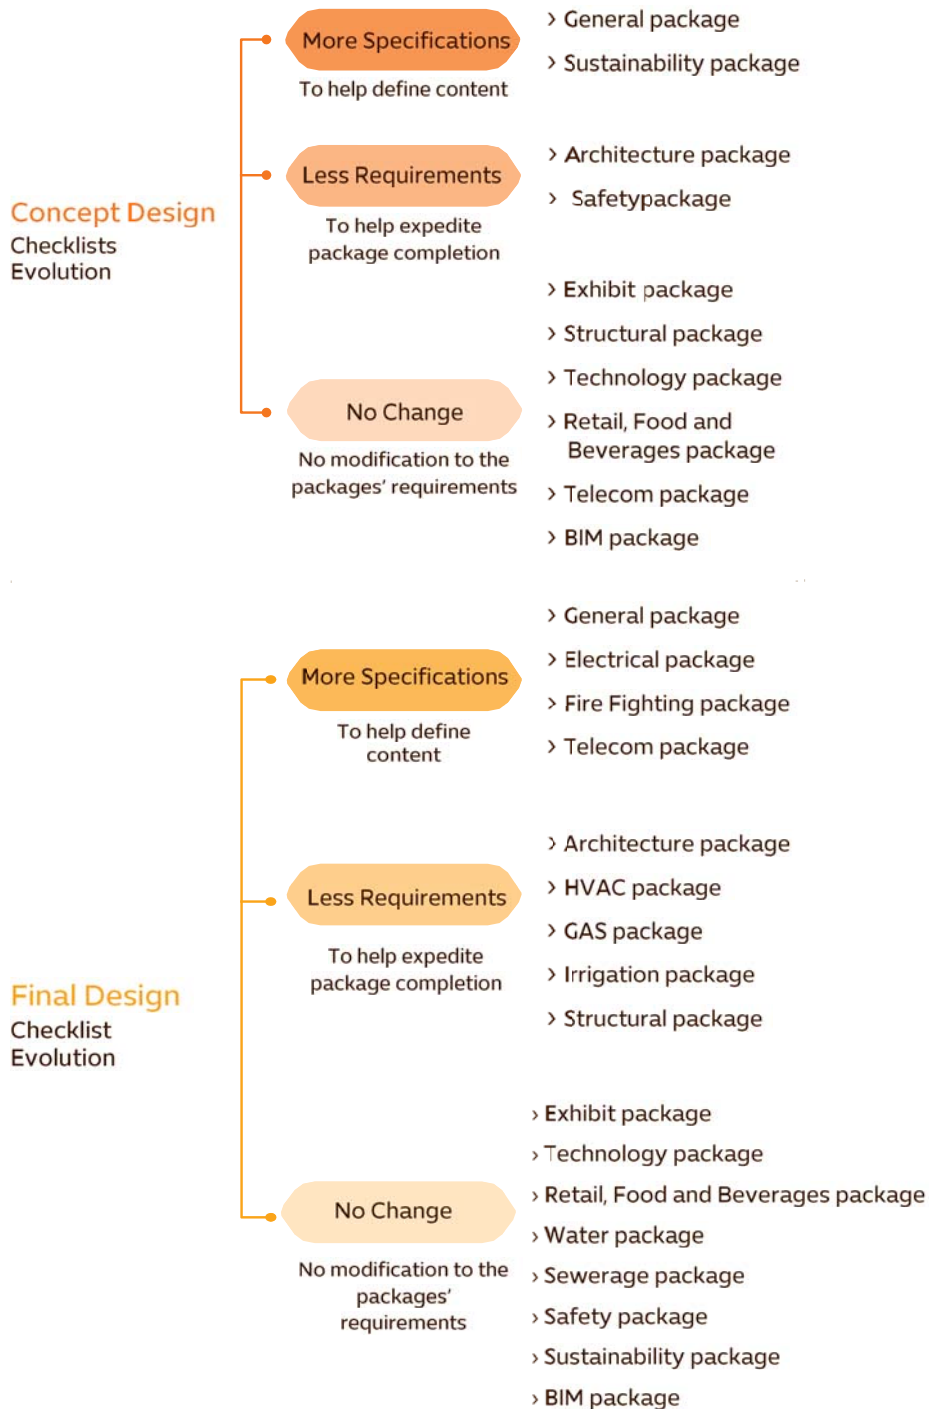 Concept Design
Checklists
Evolution
More Specifications
To help define content
› General package
› Sustainability package
Less Requirements
To help expedite
package completion
› Architecture package
› Safetypackage
No Change
No modification to the
packages’ requirements
› Exhibit package
› Structural package
› Technology package
› Retail, Food and
Beverages package
› Telecom package
› BIM package
Final Design
Checklist
Evolution
More Specifications
To help define
content
› General package
› Electrical package
› Fire Fighting package
› Telecom package
Less Requirements
To help expedite
package completion
› Architecture package
› HVAC package
› GAS package
› Irrigation package
› Structural package
No Change
No modification to the
packages’
requirements
› Exhibit package
› Technology package
› Retail, Food and Beverages package
› Water package
› Sewerage package
› Safety package
› Sustainability package
› BIM package